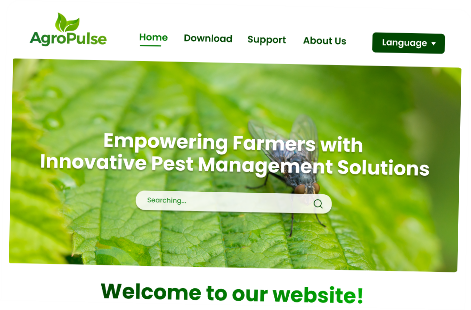 AgroPulse
Home Download Support About Us Language
Empowering Farmers with
Innovative Pest Management Solutions
Searching...
Welcome to our website!